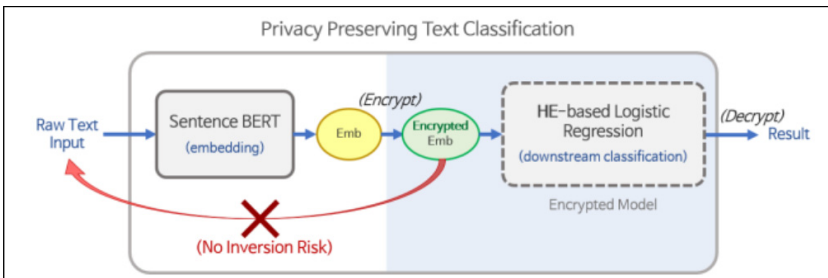 Privacy Preserving Text Classification
Raw Text
Input
Sentence BERT
(embedding)
Emb
(Encrypt)
Encrypted
Emb
HE-based Logistic
Regression
(downstream classification)
(Decrypt)
Result
Encrypted Model
(No Inversion Risk)